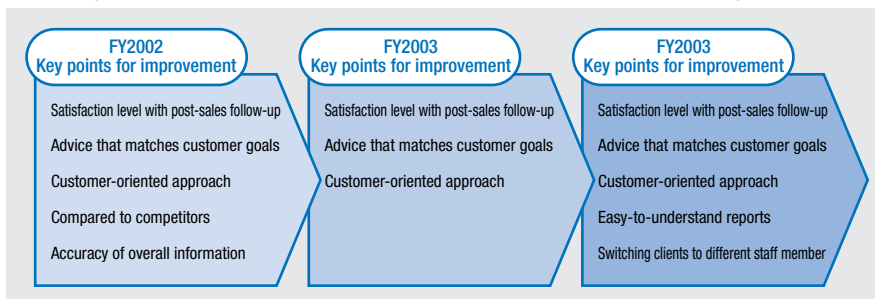 FY2002
Key points for improvement
Satisfaction level with post-sales follow-up
Advice that matches customer goals
Customer-oriented approach
Compared to competitors
Accuracy of overall information
FY2003
Key points for improvement
Satisfaction level with post-sales follow-up
Advice that matches customer goals
Customer-oriented approach
FY2003
Key points for improvement
Satisfaction level with post-sales follow-up
Advice that matches customer goals
Customer-oriented approach
Easy-to-understand reports
Switching clients to different staff member